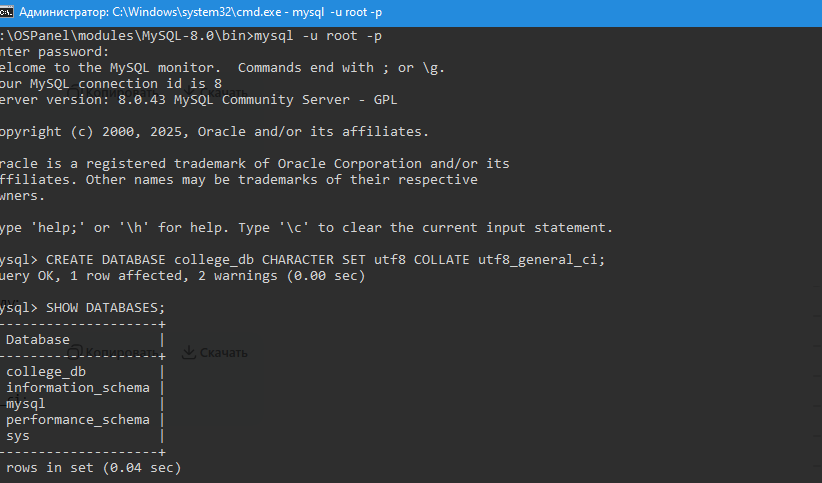 Администратор: C:\Windows\system32\cmd.exe - mysql -u root -p
:\OSPanel\modules\MySQL-8.0\bin>mysql -u root -p
nter password:
elcome to the MySQL monitor.  Commands end with ; or \g.
our MySQL connection id is 8
erver version: 8.0.43 MySQL Community Server - GPL
opyright (c) 2000, 2025, Oracle and/or its affiliates.
racle is a registered trademark of Oracle Corporation and/or its
ffiliates. Other names may be trademarks of their respective
wners.
ype 'help;' or '\h' for help. Type '\c' to clear the current input statement.
ysql> CREATE DATABASE college_db CHARACTER SET utf8 COLLATE utf8_general_ci;
uery OK, 1 row affected, 2 warnings (0.00 sec)
ysql> SHOW DATABASES;
--------------------+
Database           |
Копировать Скачать
--------------------+
college_db         |
information_schema |
mysql              |
performance_schema |
sys                |
--------------------+
rows in set (0.04 sec)